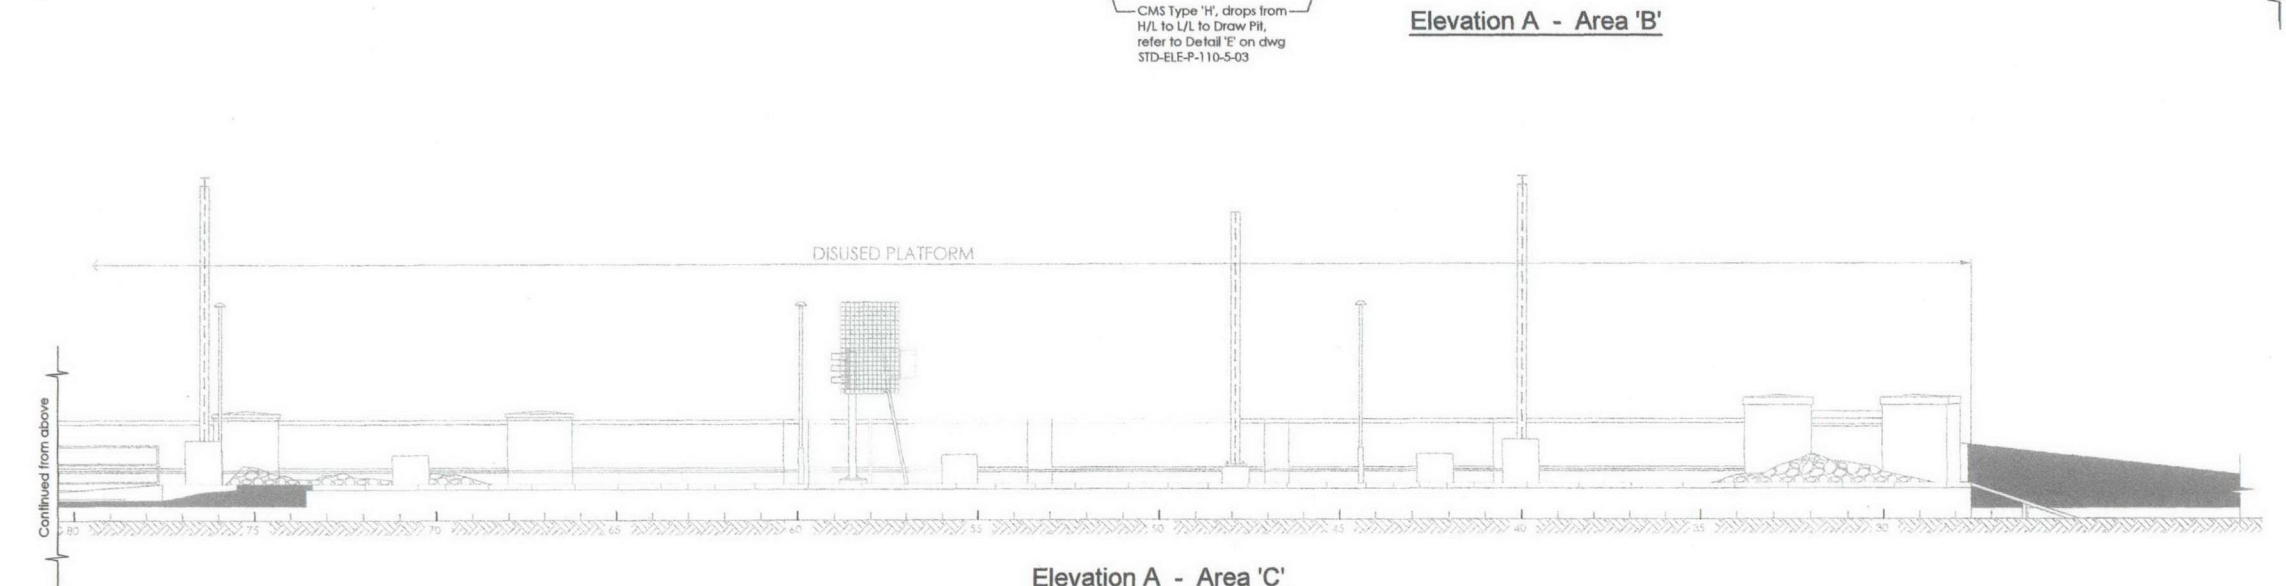 CMS Type 'H', drops from
H/L to L/L to Draw Pit,
refer to Detail 'E' on dwg
STD-ELE-P-110-5-03
Elevation A - Area 'B'
DISUSED PLATFORM
Continued from above
80 75 70 65 60 55 50 45 40 35 30
Elevation A - Area 'C'